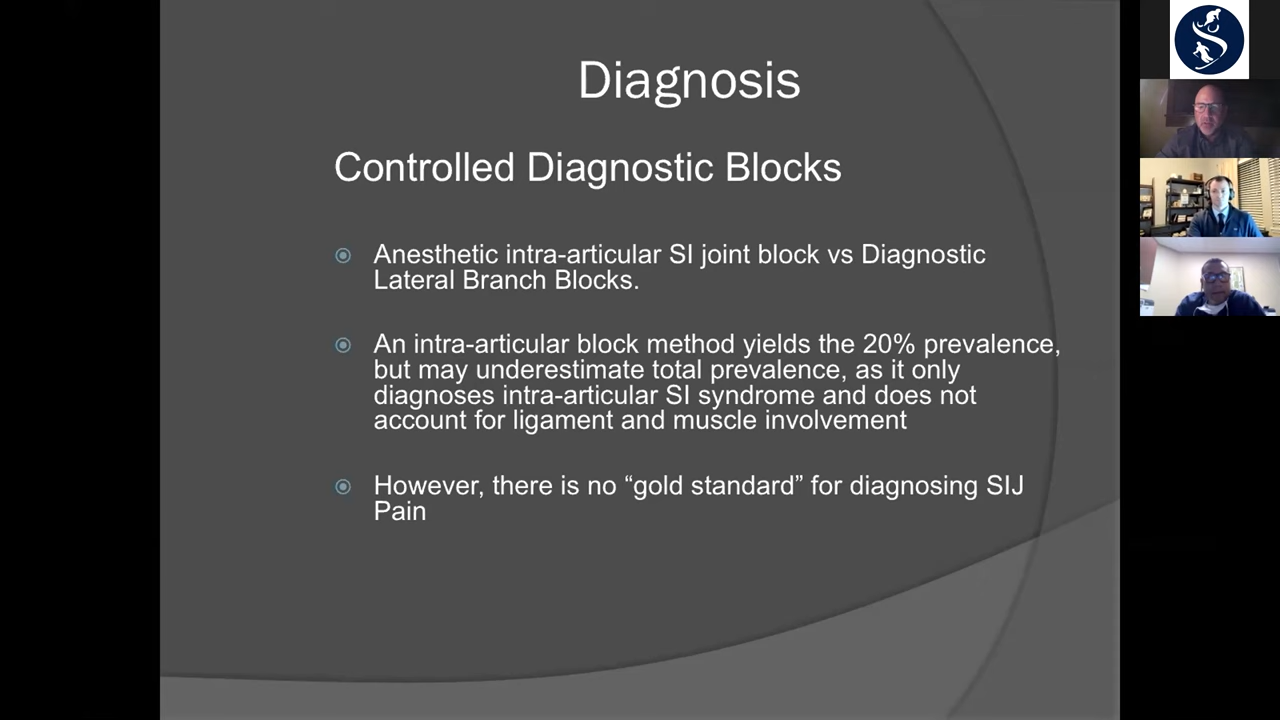 Diagnosis
Controlled Diagnostic Blocks
Anesthetic intra-articular SI joint block vs Diagnostic
Lateral Branch Blocks.
An intra-articular block method yields the 20% prevalence,
but may underestimate total prevalence, as it only
diagnoses intra-articular SI syndrome and does not
account for ligament and muscle involvement
However, there is no “gold standard” for diagnosing SIJ
Pain